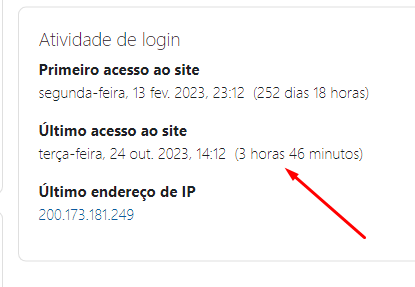 Atividade de login
Primeiro acesso ao site
segunda-feira, 13 fev. 2023, 23:12 (252 dias 18 horas)
Último acesso ao site
terça-feira, 24 out. 2023, 14:12 (3 horas 46 minutos)
Último endereço de IP
200.173.181.249